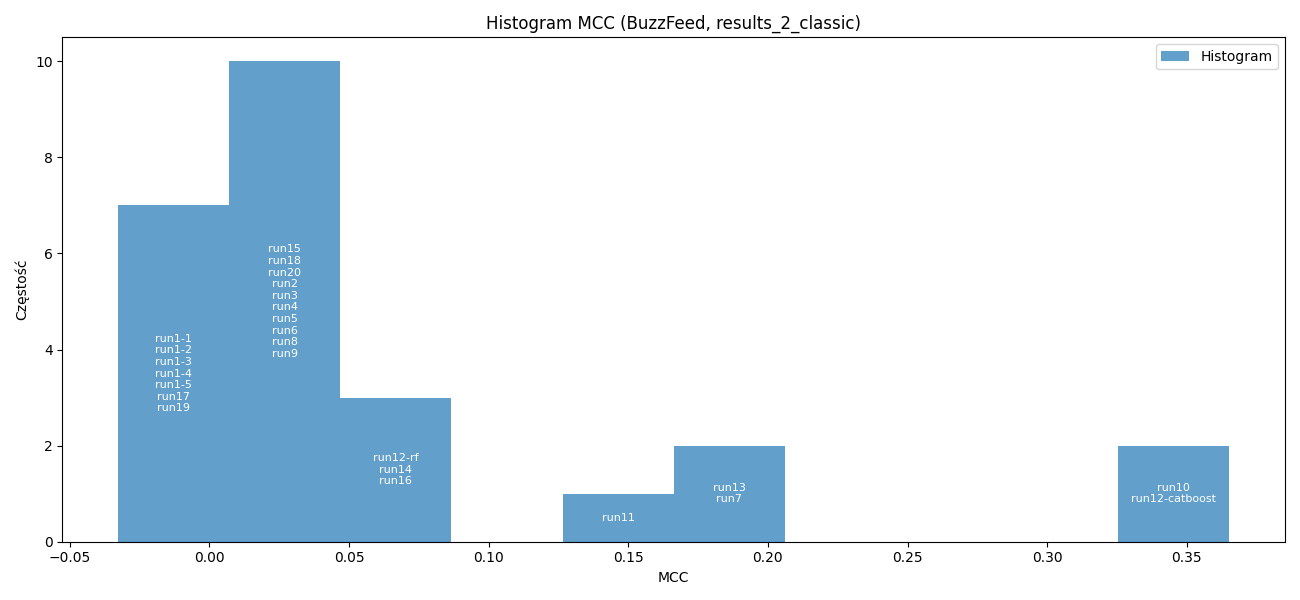 Histogram MCC (BuzzFeed, results_2_classic)
Histogram
Częstość
10
8
6
4
2
0
run1-1
run1-2
run1-3
run1-4
run1-5
run17
run19
run15
run18
run20
run2
run3
run4
run5
run6
run8
run9
run12-rf
run14
run16
run11
run13
run7
run10
run12-catboost
−0.05 0.00 0.05 0.10 0.15 0.20 0.25 0.30 0.35
MCC